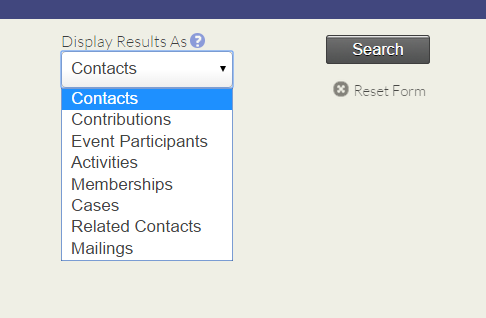 Display Results As ?
Contacts
Search
Contacts
Reset Form
Contributions
Event Participants
Activities
Memberships
Cases
Related Contacts
Mailings